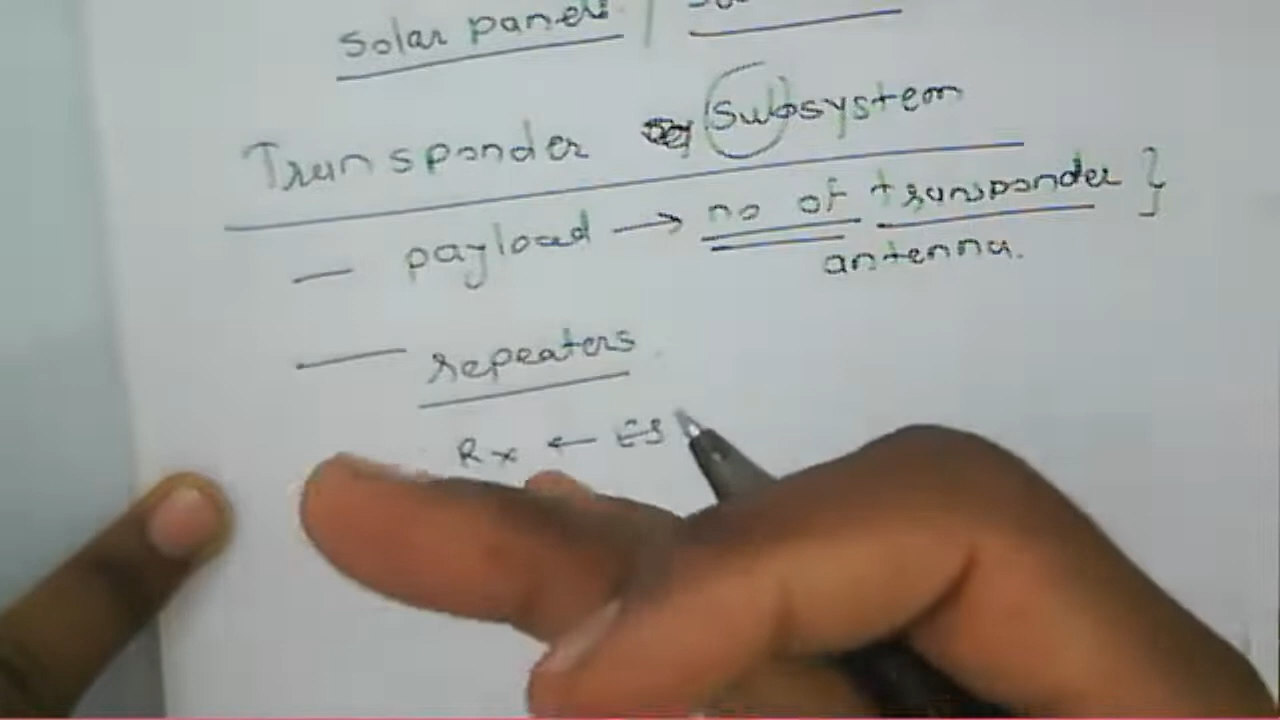 Solar panel /
Transponder Subsystem
— payload → no of transponder }
antenna.
— repeaters
Rx ← ES